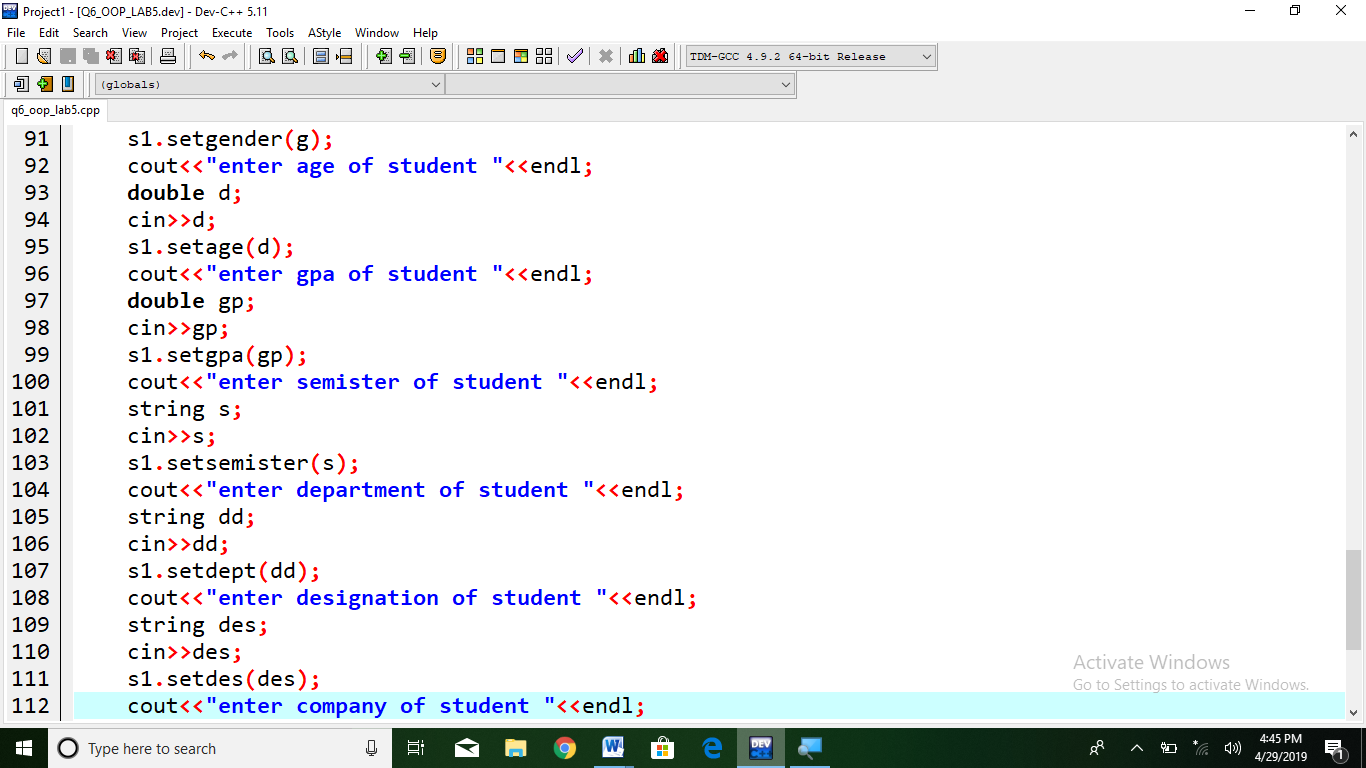 Project1 - [Q6_OOP_LAB5.dev] - Dev-C++ 5.11
File Edit Search View Project Execute Tools AStyle Window Help
TDM-GCC 4.9.2 64-bit Release
(globals)
q6_oop_lab5.cpp
91 s1.setgender(g);
92 cout<<"enter age of student "<<endl;
93 double d;
94 cin>>d;
95 s1.setage(d);
96 cout<<"enter gpa of student "<<endl;
97 double gp;
98 cin>>gp;
99 s1.setgpa(gp);
100 cout<<"enter semister of student "<<endl;
101 string s;
102 cin>>s;
103 s1.setsemister(s);
104 cout<<"enter department of student "<<endl;
105 string dd;
106 cin>>dd;
107 s1.setdept(dd);
108 cout<<"enter designation of student "<<endl;
109 string des;
110 cin>>des;
111 s1.setdes(des);
112 cout<<"enter company of student "<<endl;
Activate Windows
Go to Settings to activate Windows.
Type here to search
DEV
4:45 PM
4/29/2019
1